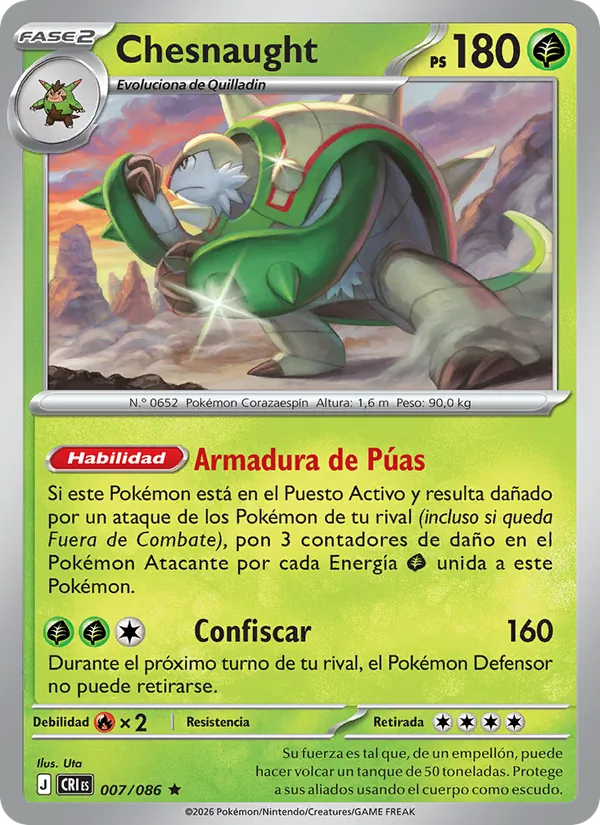 FASE 2
Chesnaught
PS 180
Evoluciona de Quilladin
N.º 0652 Pokémon Corazaespín Altura: 1,6 m Peso: 90,0 kg
Habilidad Armadura de Púas
Si este Pokémon está en el Puesto Activo y resulta dañado
por un ataque de los Pokémon de tu rival (incluso si queda
Fuera de Combate), pon 3 contadores de daño en el
Pokémon Atacante por cada Energía unida a este
Pokémon.
Confiscar 160
Durante el próximo turno de tu rival, el Pokémon Defensor
no puede retirarse.
Debilidad ×2 Resistencia Retirada
Ilus. Uta
J CRI ES 007/086 ★
Su fuerza es tal que, de un empellón, puede
hacer volcar un tanque de 50 toneladas. Protege
a sus aliados usando el cuerpo como escudo.
©2026 Pokémon/Nintendo/Creatures/GAME FREAK